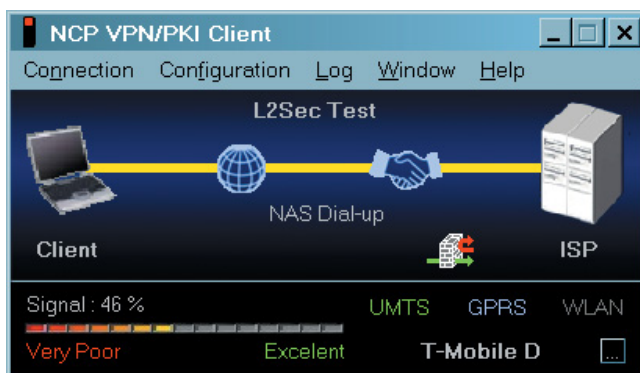 NCP VPN/PKI Client
Connection Configuration Log Window Help
L2Sec Test
NAS Dial-up
Client ISP
Signal : 46 % UMTS GPRS WLAN
Very Poor Excelent T-Mobile D ...